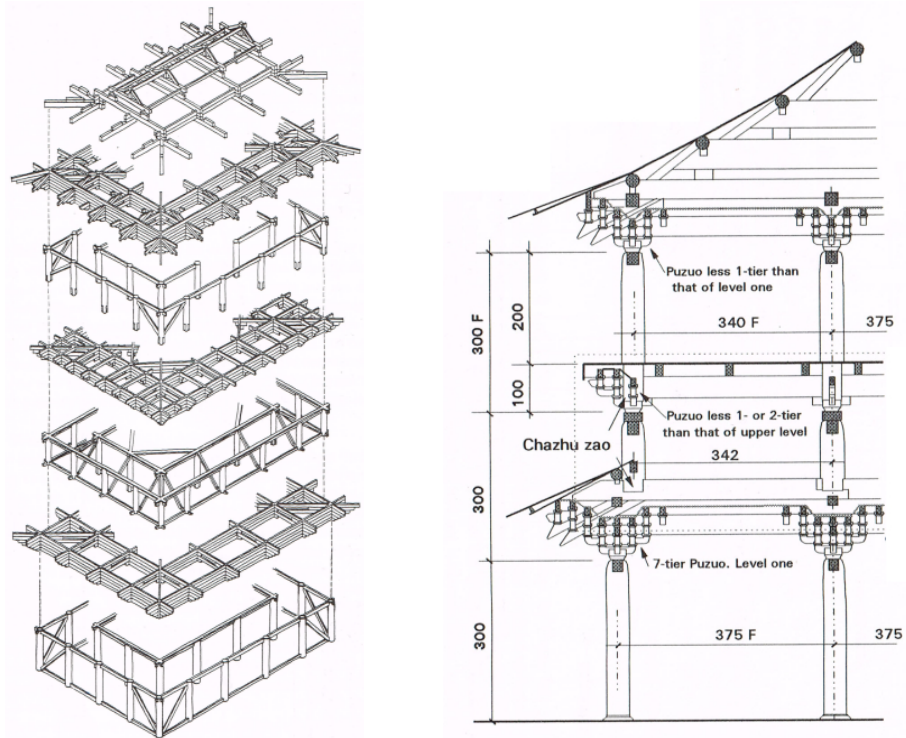 Puzuo less 1-tier than
that of level one
300 F
200
340 F
375
100
Puzuo less 1- or 2-tier
than that of upper level
Chazhu zao
342
300
7-tier Puzuo. Level one
300
375 F
375